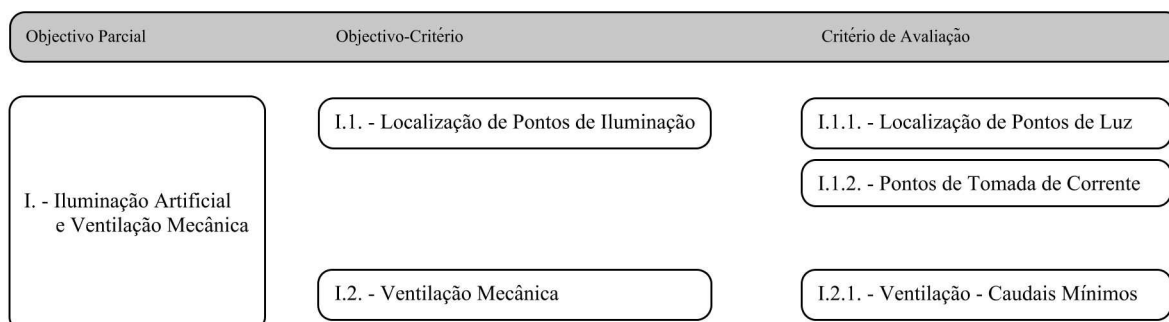 Objectivo Parcial
Objectivo-Critério
Critério de Avaliação
I. - Iluminação Artificial
e Ventilação Mecânica
I.1. - Localização de Pontos de Iluminação
I.1.1. - Localização de Pontos de Luz
I.1.2. - Pontos de Tomada de Corrente
I.2. - Ventilação Mecânica
I.2.1. - Ventilação - Caudais Mínimos